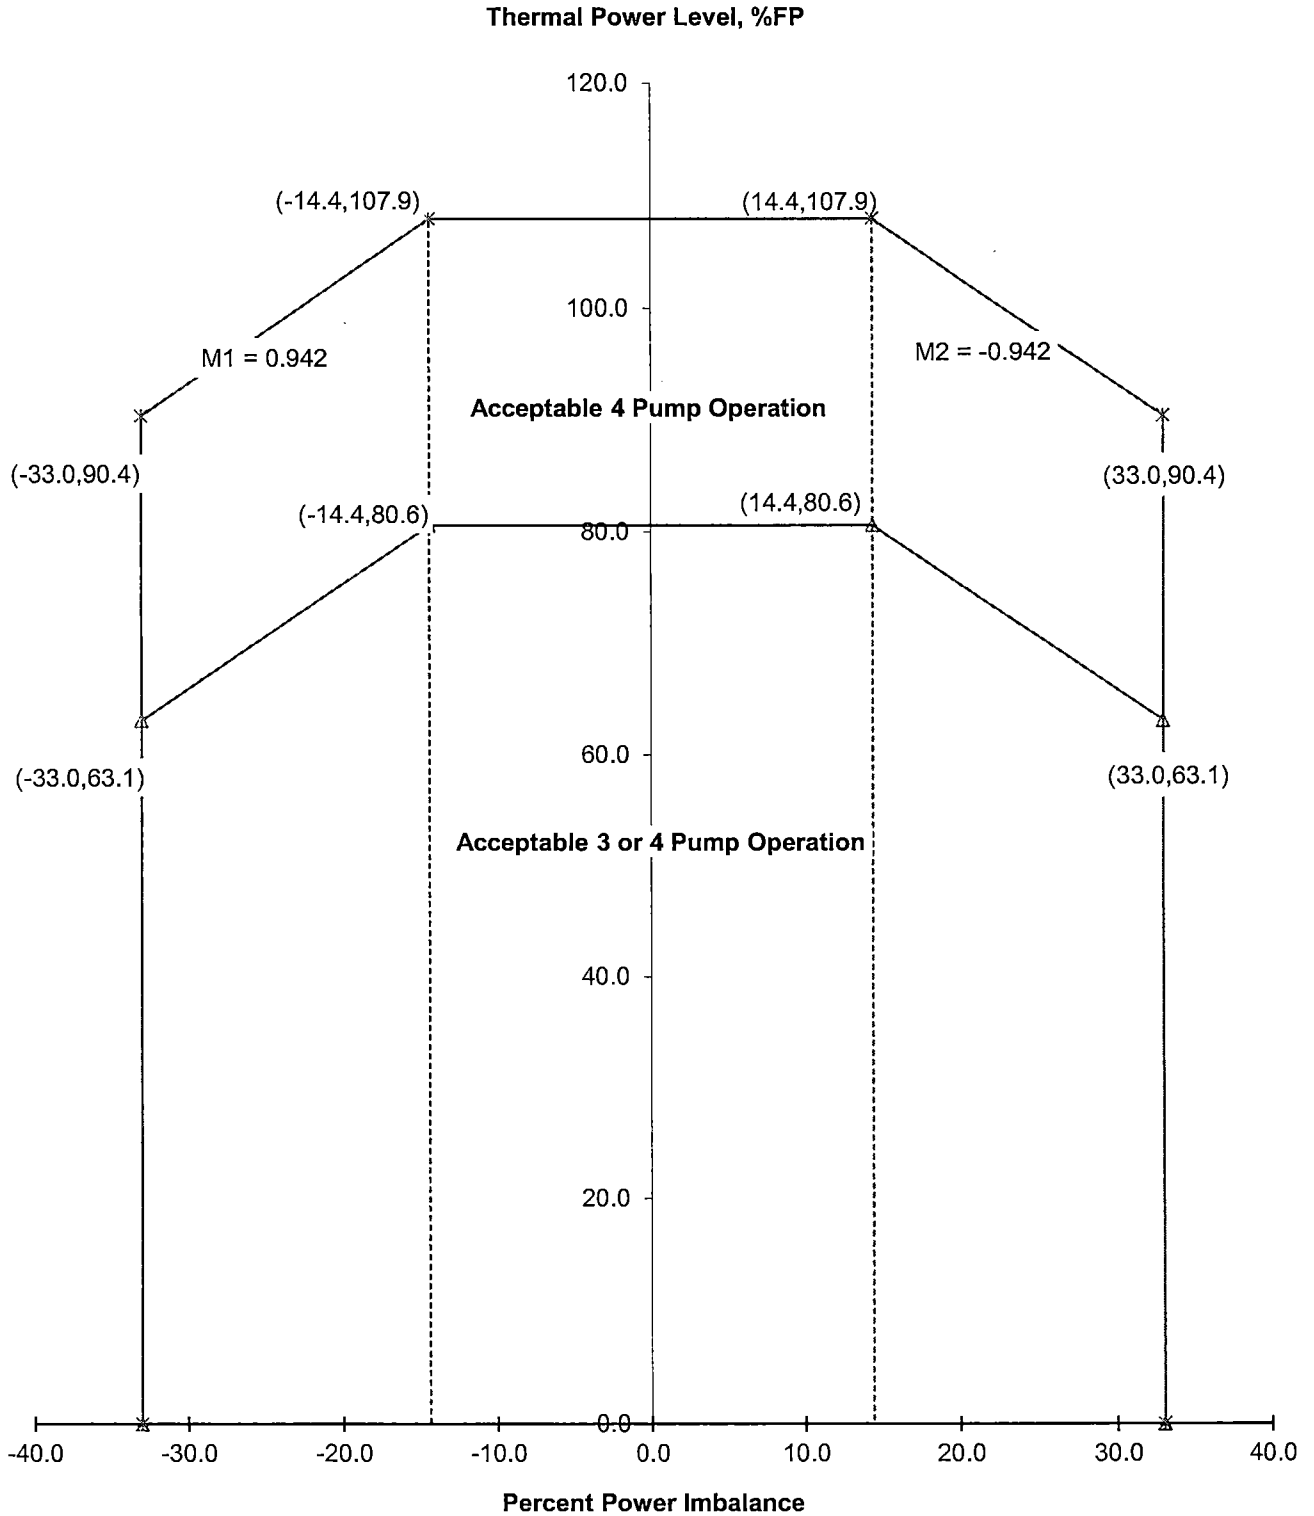 Thermal Power Level, %FP
120.0
(-14.4,107.9)
(14.4,107.9)
100.0
M1 = 0.942
M2 = -0.942
Acceptable 4 Pump Operation
(-33.0,90.4)
(33.0,90.4)
(-14.4,80.6)
(14.4,80.6)
80.0
60.0
(-33.0,63.1)
(33.0,63.1)
Acceptable 3 or 4 Pump Operation
40.0
20.0
0.0
-40.0 -30.0 -20.0 -10.0 0.0 10.0 20.0 30.0 40.0
Percent Power Imbalance